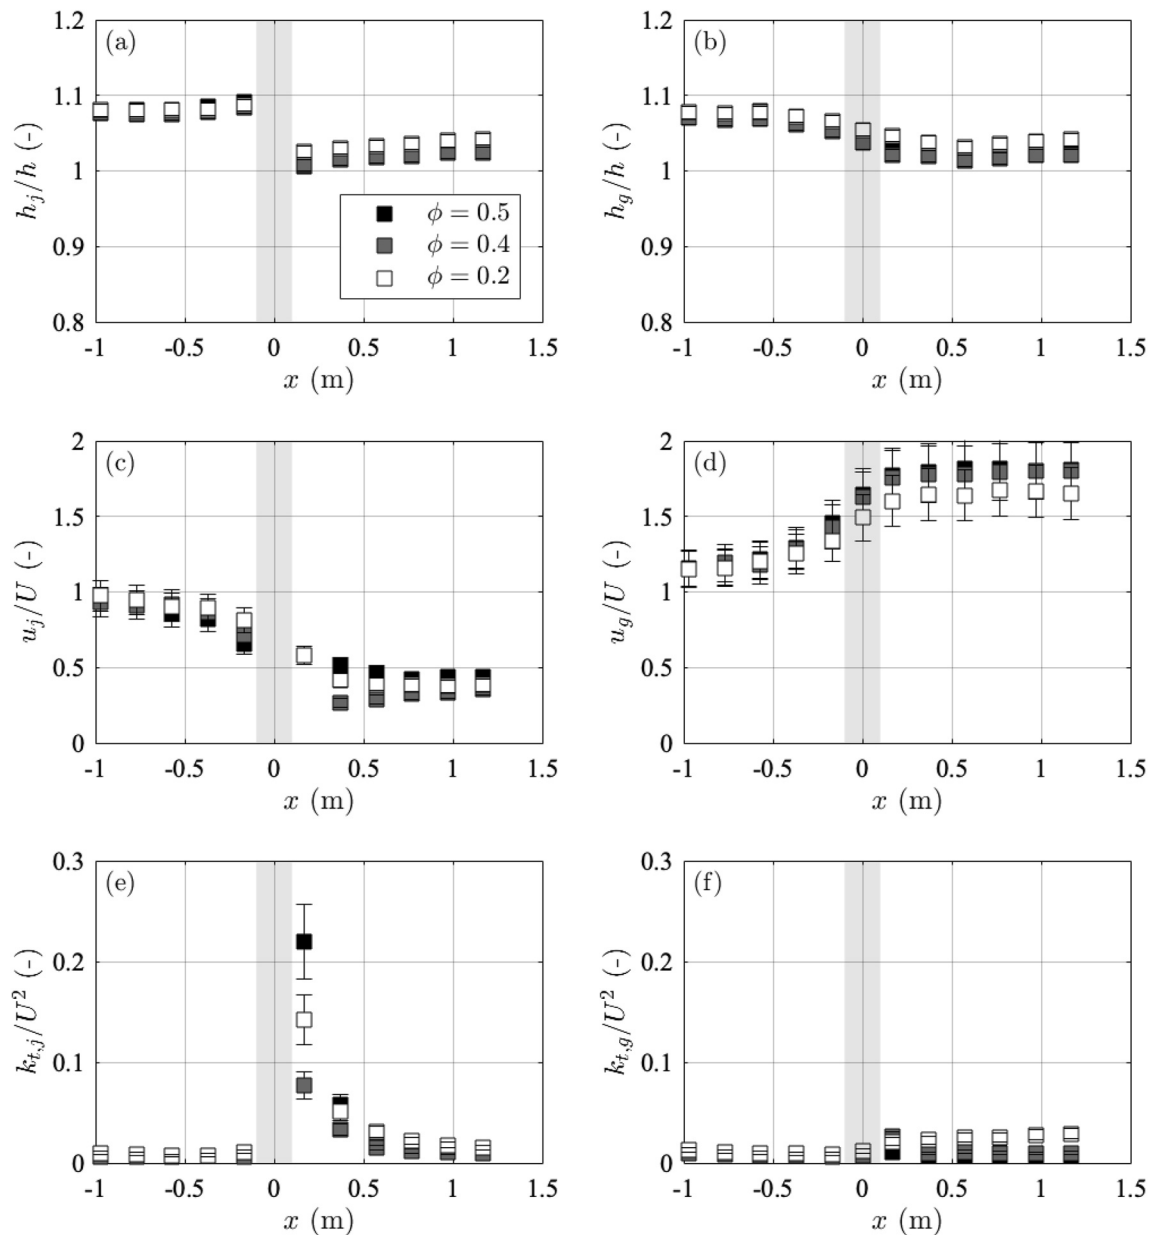 1.2
(a)
1.1
1
0.9
0.8
h_j/h (-)
ϕ = 0.5
ϕ = 0.4
ϕ = 0.2
-1 -0.5 0 0.5 1 1.5
x (m)
1.2
(b)
1.1
1
0.9
0.8
h_g/h (-)
-1 -0.5 0 0.5 1 1.5
x (m)
2
(c)
1.5
1
0.5
0
u_j/U (-)
-1 -0.5 0 0.5 1 1.5
x (m)
2
(d)
1.5
1
0.5
0
u_g/U (-)
-1 -0.5 0 0.5 1 1.5
x (m)
0.3
(e)
0.2
0.1
0
k_{t,j}/U² (-)
-1 -0.5 0 0.5 1 1.5
x (m)
0.3
(f)
0.2
0.1
0
k_{t,g}/U² (-)
-1 -0.5 0 0.5 1 1.5
x (m)